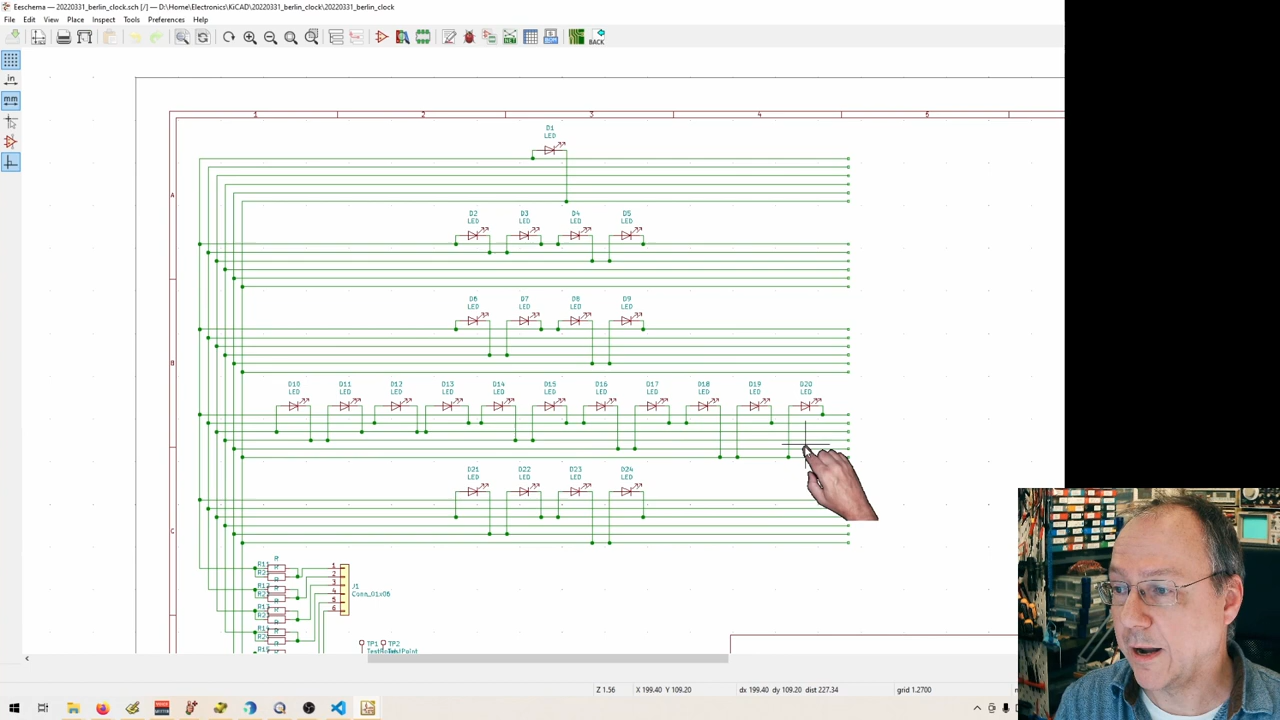 Eeschema — 20220331_berlin_clock.sch [/] — D:\Home\Electronics\KiCAD\20220331_berlin_clock\20220331_berlin_clock
File Edit View Place Inspect Tools Preferences Help
BACK
in
mm
1 2 3 4 5
A
B
C
D1
LED
D2 D3 D4 D5
LED LED LED LED
D6 D7 D8 D9
LED LED LED LED
D10 D11 D12 D13 D14 D15 D16 D17 D18 D19 D20
LED LED LED LED LED LED LED LED LED LED LED
D21 D22 D23 D24
LED LED LED LED
R
1
2
3
4
5
6
J1
Conn_01x06
TP1 TP2
Z 1.56 X 199.40 Y 109.20 dx 199.40 dy 109.20 dist 227.34 grid 1.2700